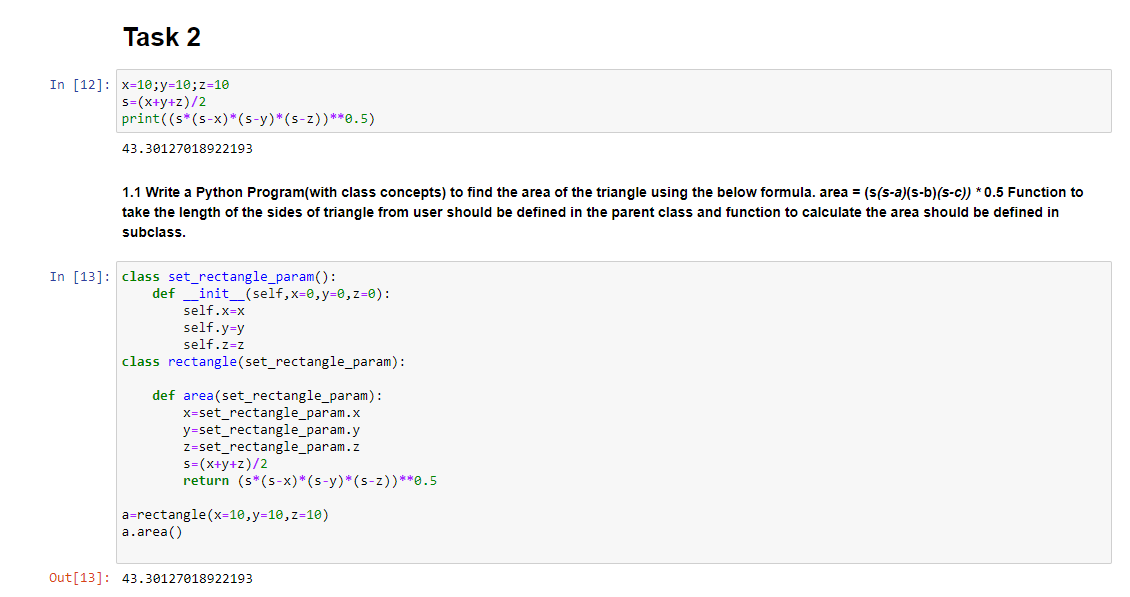 Task 2
In [12]: x=10;y=10;z=10
s=(x+y+z)/2
print((s*(s-x)*(s-y)*(s-z))**0.5)
43.30127018922193
1.1 Write a Python Program(with class concepts) to find the area of the triangle using the below formula. area = (s(s-a)(s-b)(s-c)) * 0.5 Function to
take the length of the sides of triangle from user should be defined in the parent class and function to calculate the area should be defined in
subclass.
In [13]: class set_rectangle_param():
    def __init__(self,x=0,y=0,z=0):
        self.x=x
        self.y=y
        self.z=z
class rectangle(set_rectangle_param):
    def area(set_rectangle_param):
        x=set_rectangle_param.x
        y=set_rectangle_param.y
        z=set_rectangle_param.z
        s=(x+y+z)/2
        return (s*(s-x)*(s-y)*(s-z))**0.5
a=rectangle(x=10,y=10,z=10)
a.area()
Out[13]: 43.30127018922193